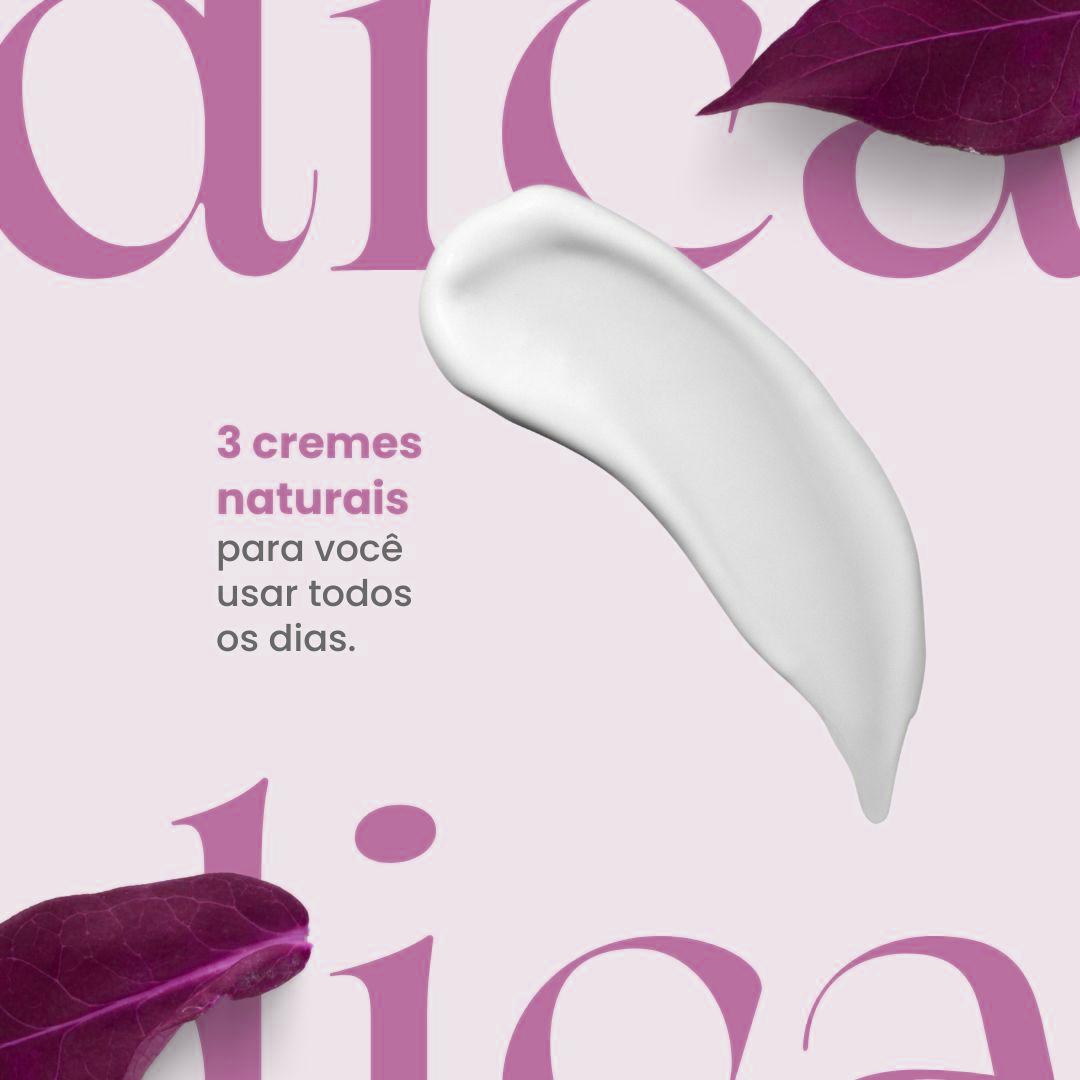 dica
3 cremes
naturais
para você
usar todos
os dias.
dica